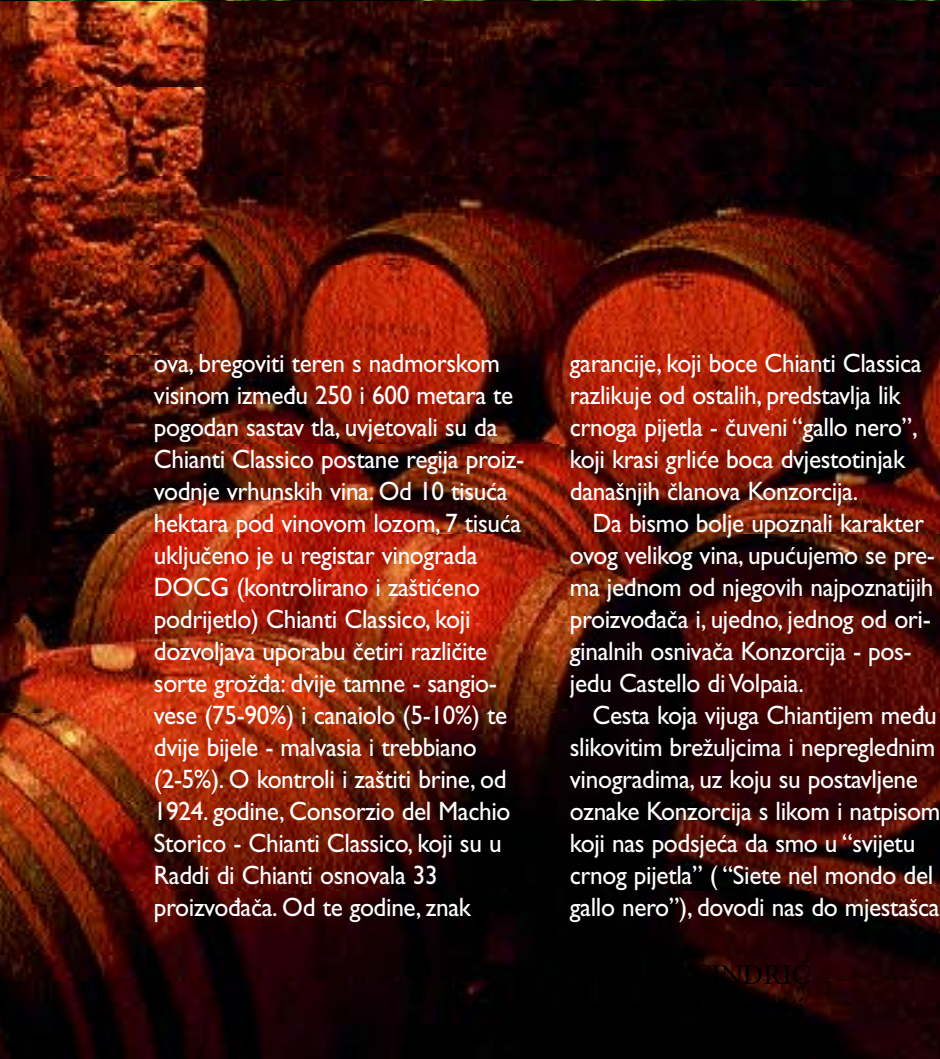 ova, bregoviti teren s nadmorskom
visinom između 250 i 600 metara te
pogodan sastav tla, uvjetovali su da
Chianti Classico postane regija proiz-
vodnje vrhunskih vina. Od 10 tisuća
hektara pod vinovom lozom, 7 tisuća
uključeno je u registar vinograda
DOCG (kontrolirano i zaštićeno
podrijetlo) Chianti Classico, koji
dozvoljava uporabu četiri različite
sorte grožđa: dvije tamne - sangio-
vese (75-90%) i canaiolo (5-10%) te
dvije bijele - malvasia i trebbiano
(2-5%). O kontroli i zaštiti brine, od
1924. godine, Consorzio del Machio
Storico - Chianti Classico, koji su u
Raddi di Chianti osnovala 33
proizvođača. Od te godine, znak
garancije, koji boce Chianti Classica
razlikuje od ostalih, predstavlja lik
crnoga pijetla - čuveni “gallo nero”,
koji krasi grliće boca dvjestotinjak
današnjih članova Konzorcija.
Da bismo bolje upoznali karakter
ovog velikog vina, upućujemo se pre-
ma jednom od njegovih najpoznatijih
proizvođača i, ujedno, jednog od ori-
ginalnih osnivača Konzorcija - pos-
jedu Castello di Volpaia.
Cesta koja vijuga Chiantijem među
slikovitim brežuljcima i nepreglednim
vinogradima, uz koju su postavljene
oznake Konzorcija s likom i natpisom
koji nas podsjeća da smo u “svijetu
crnog pijetla” ( “Siete nel mondo del
gallo nero”), dovodi nas do mjestašca